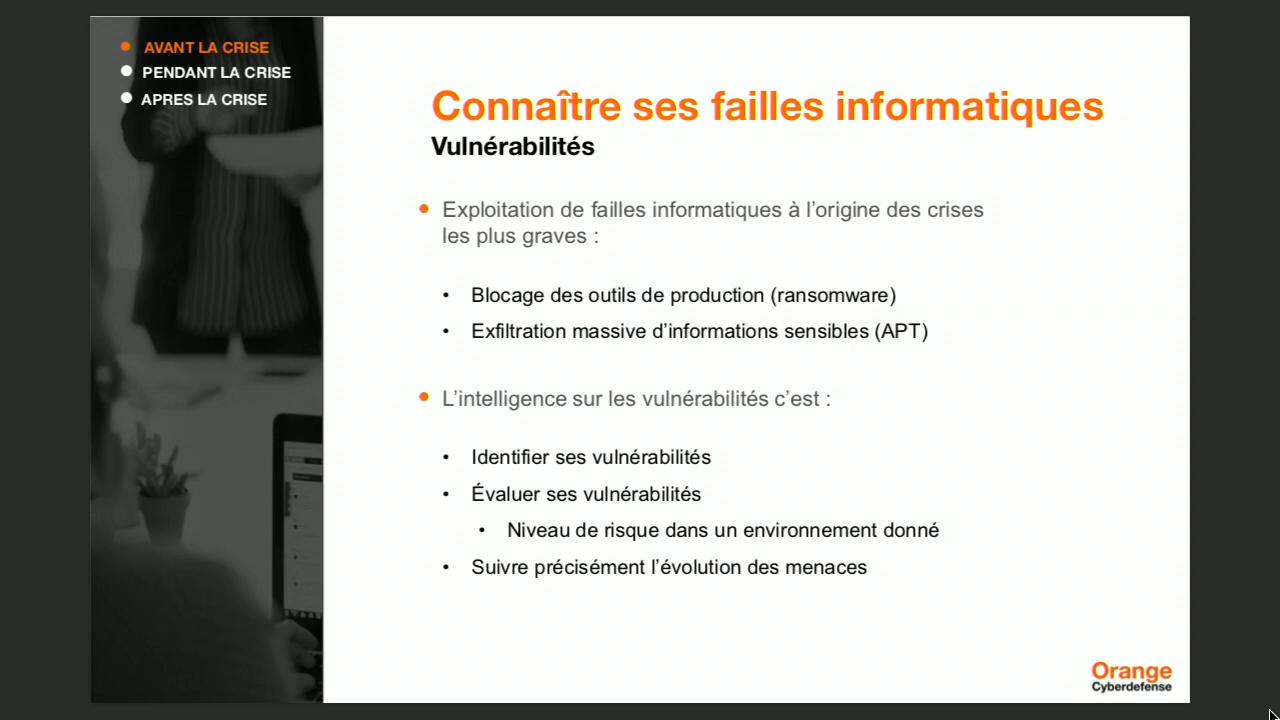 AVANT LA CRISE
PENDANT LA CRISE
APRES LA CRISE
Connaître ses failles informatiques
Vulnérabilités
Exploitation de failles informatiques à l’origine des crises
les plus graves :
Blocage des outils de production (ransomware)
Exfiltration massive d’informations sensibles (APT)
L’intelligence sur les vulnérabilités c’est :
Identifier ses vulnérabilités
Évaluer ses vulnérabilités
Niveau de risque dans un environnement donné
Suivre précisément l’évolution des menaces
Orange
Cyberdefense